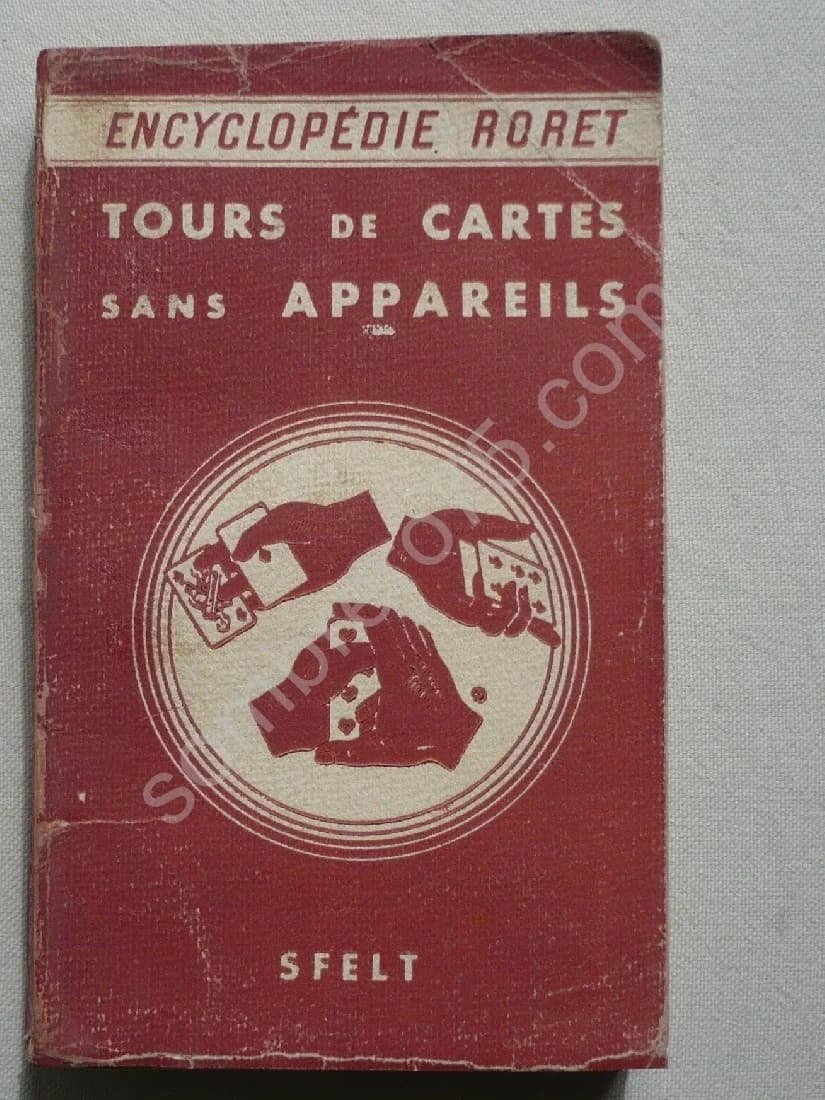 ENCYCLOPÉDIE RORET
TOURS DE CARTES
SANS APPAREILS
SFELT